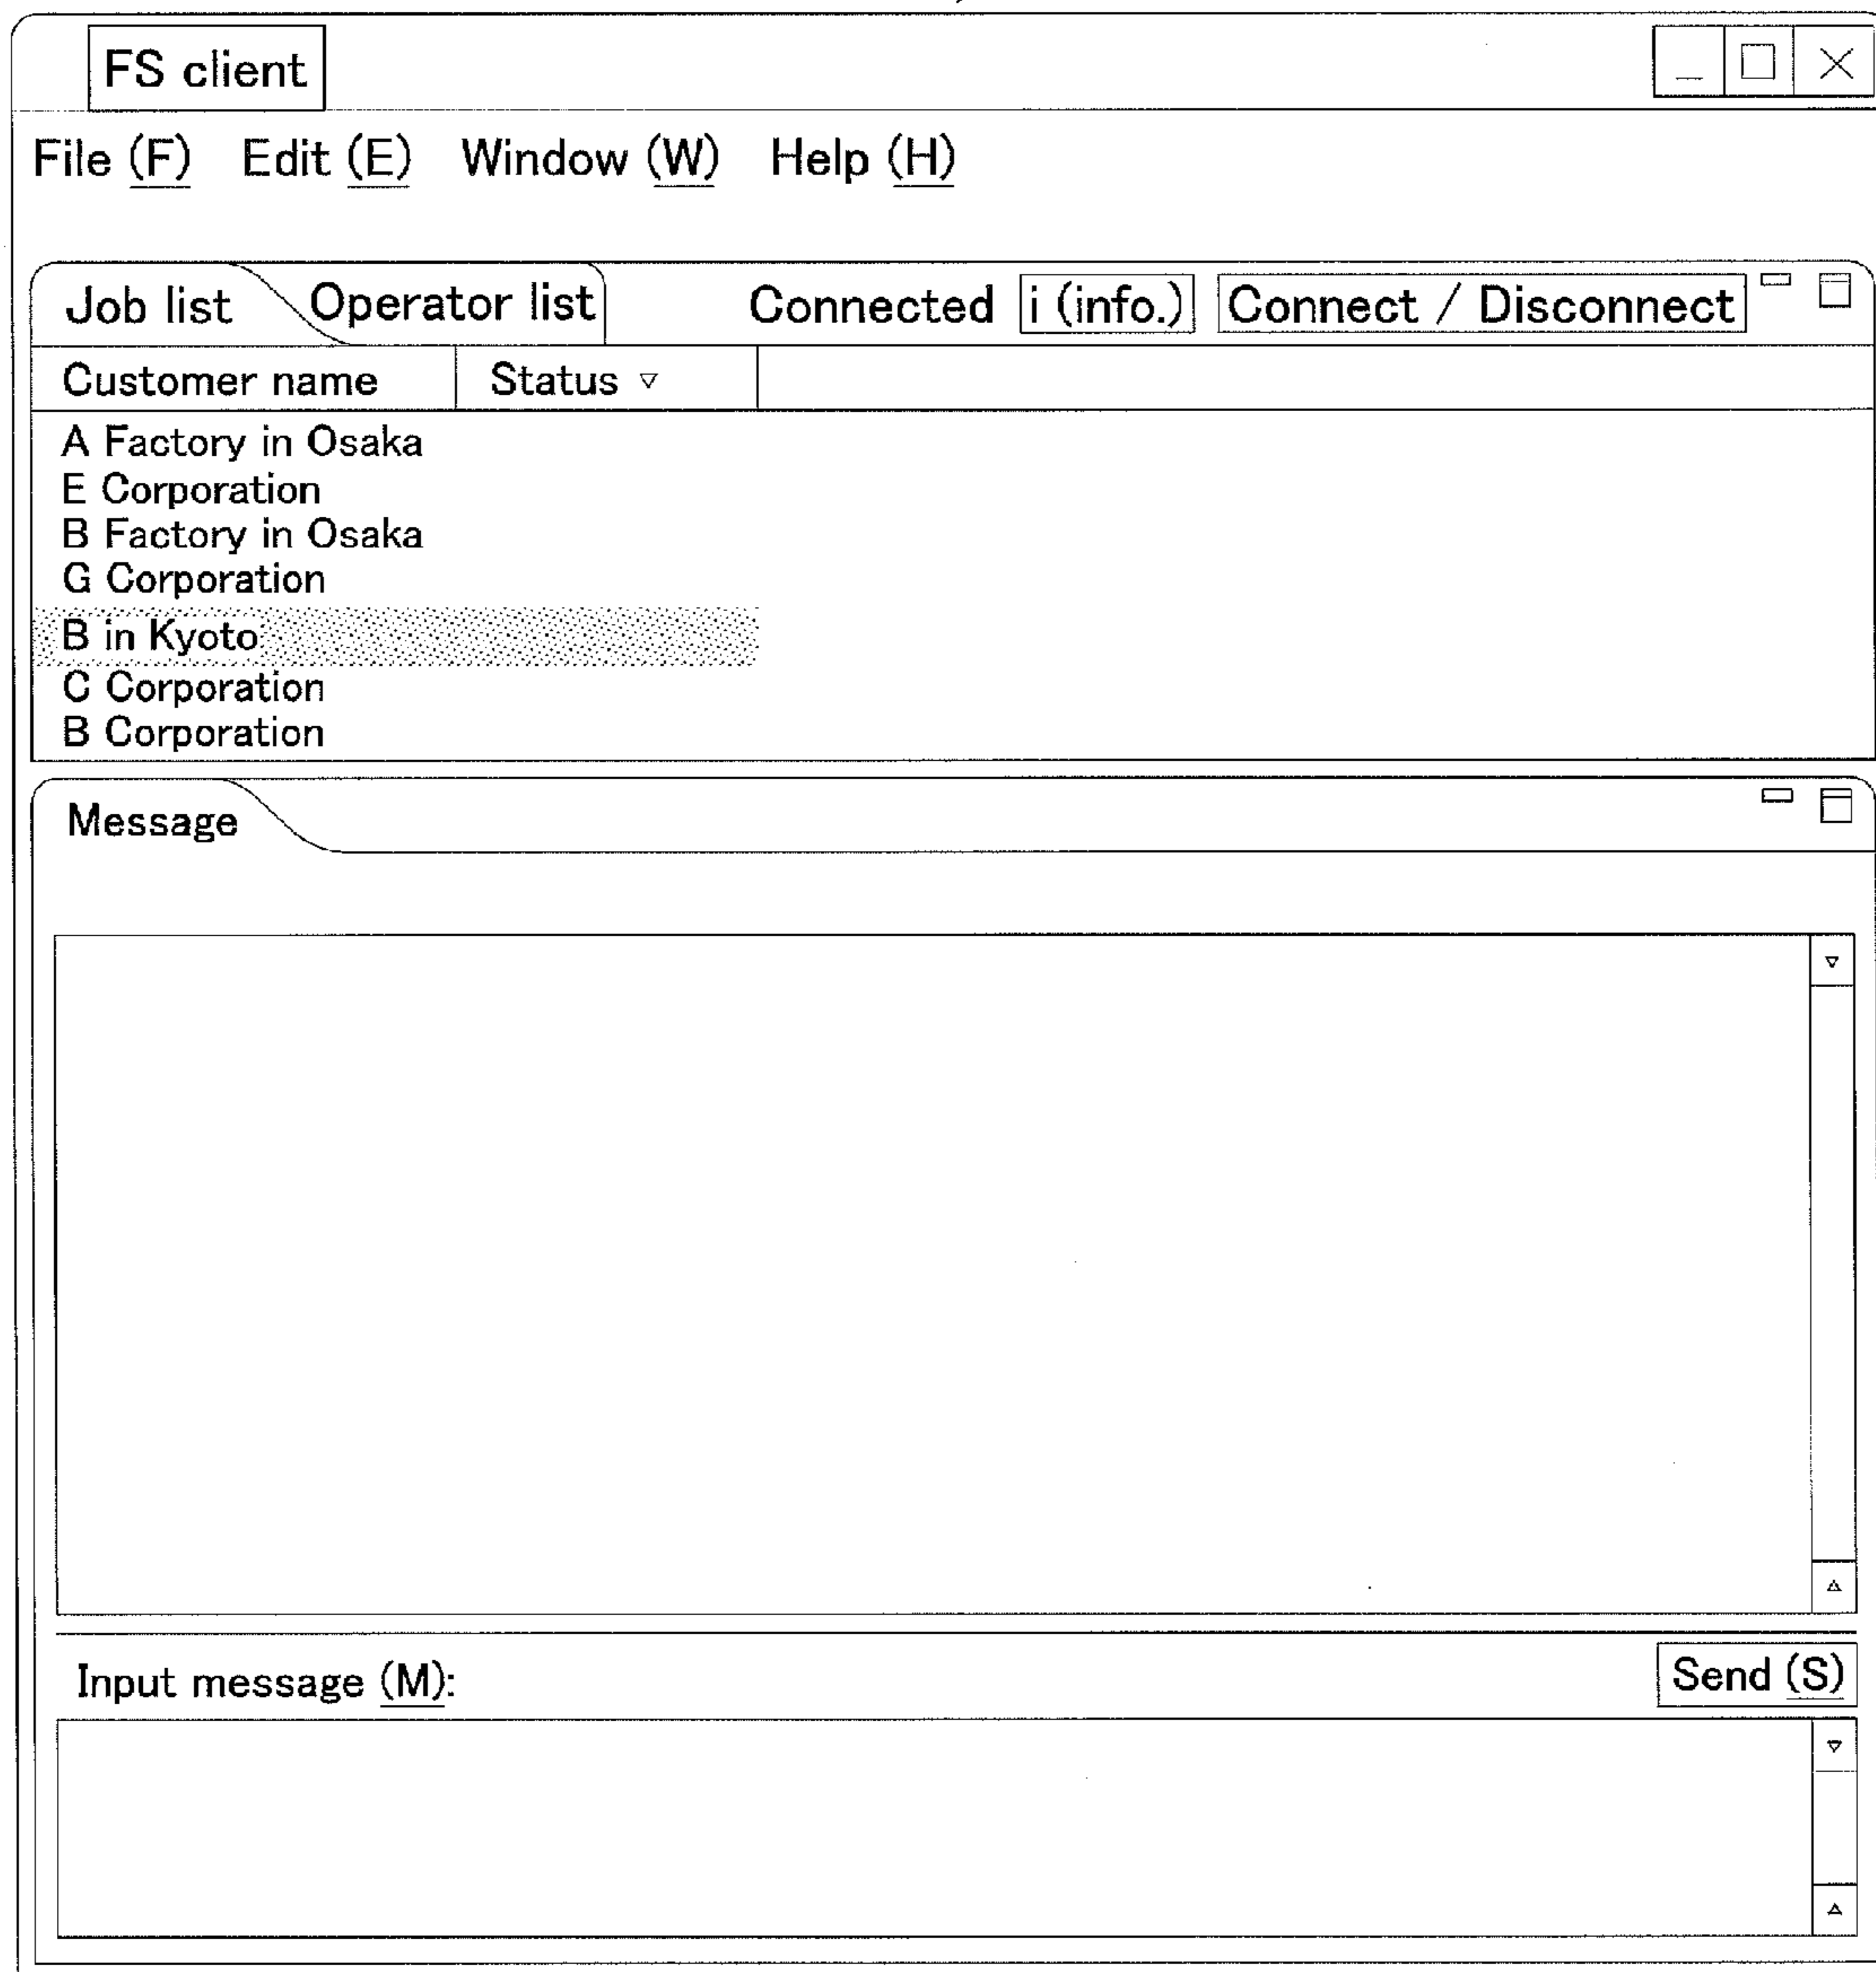 FS client
File (F) Edit (E) Window (W) Help (H)
Job list Operator list Connected i (info.) Connect / Disconnect
Customer name Status ▿
A Factory in Osaka
E Corporation
B Factory in Osaka
G Corporation
B in Kyoto
C Corporation
B Corporation
Message
Input message (M): Send (S)